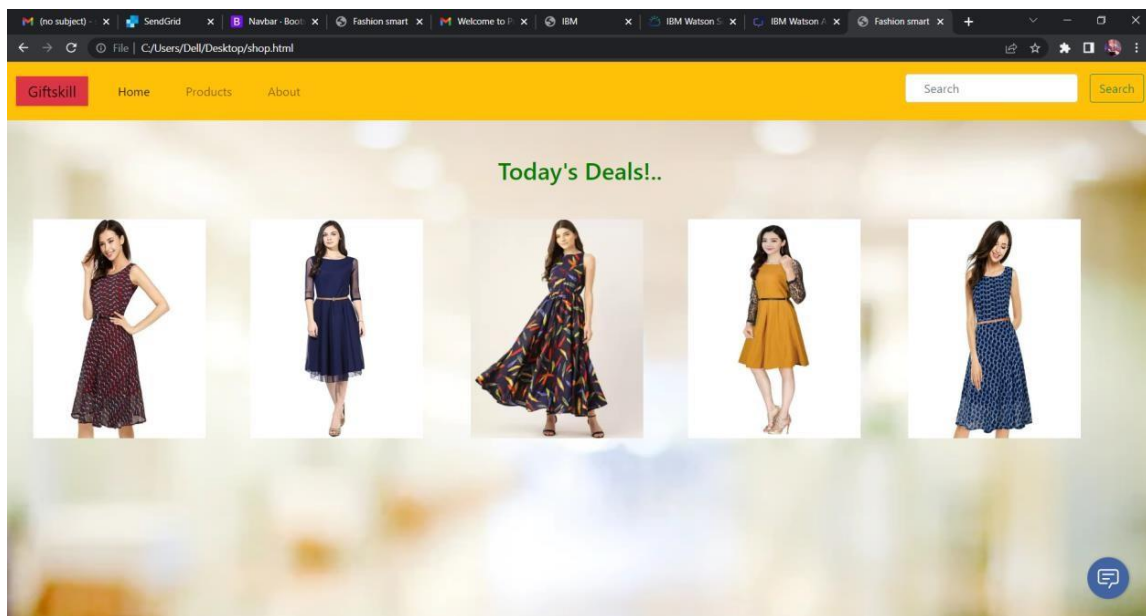 (no subject) -
SendGrid
Navbar · Boot
Fashion smart
Welcome to P
IBM
IBM Watson S
IBM Watson A
Fashion smart
File | C:/Users/Dell/Desktop/shop.html
Giftskill Home Products About Search Search
Today's Deals!..